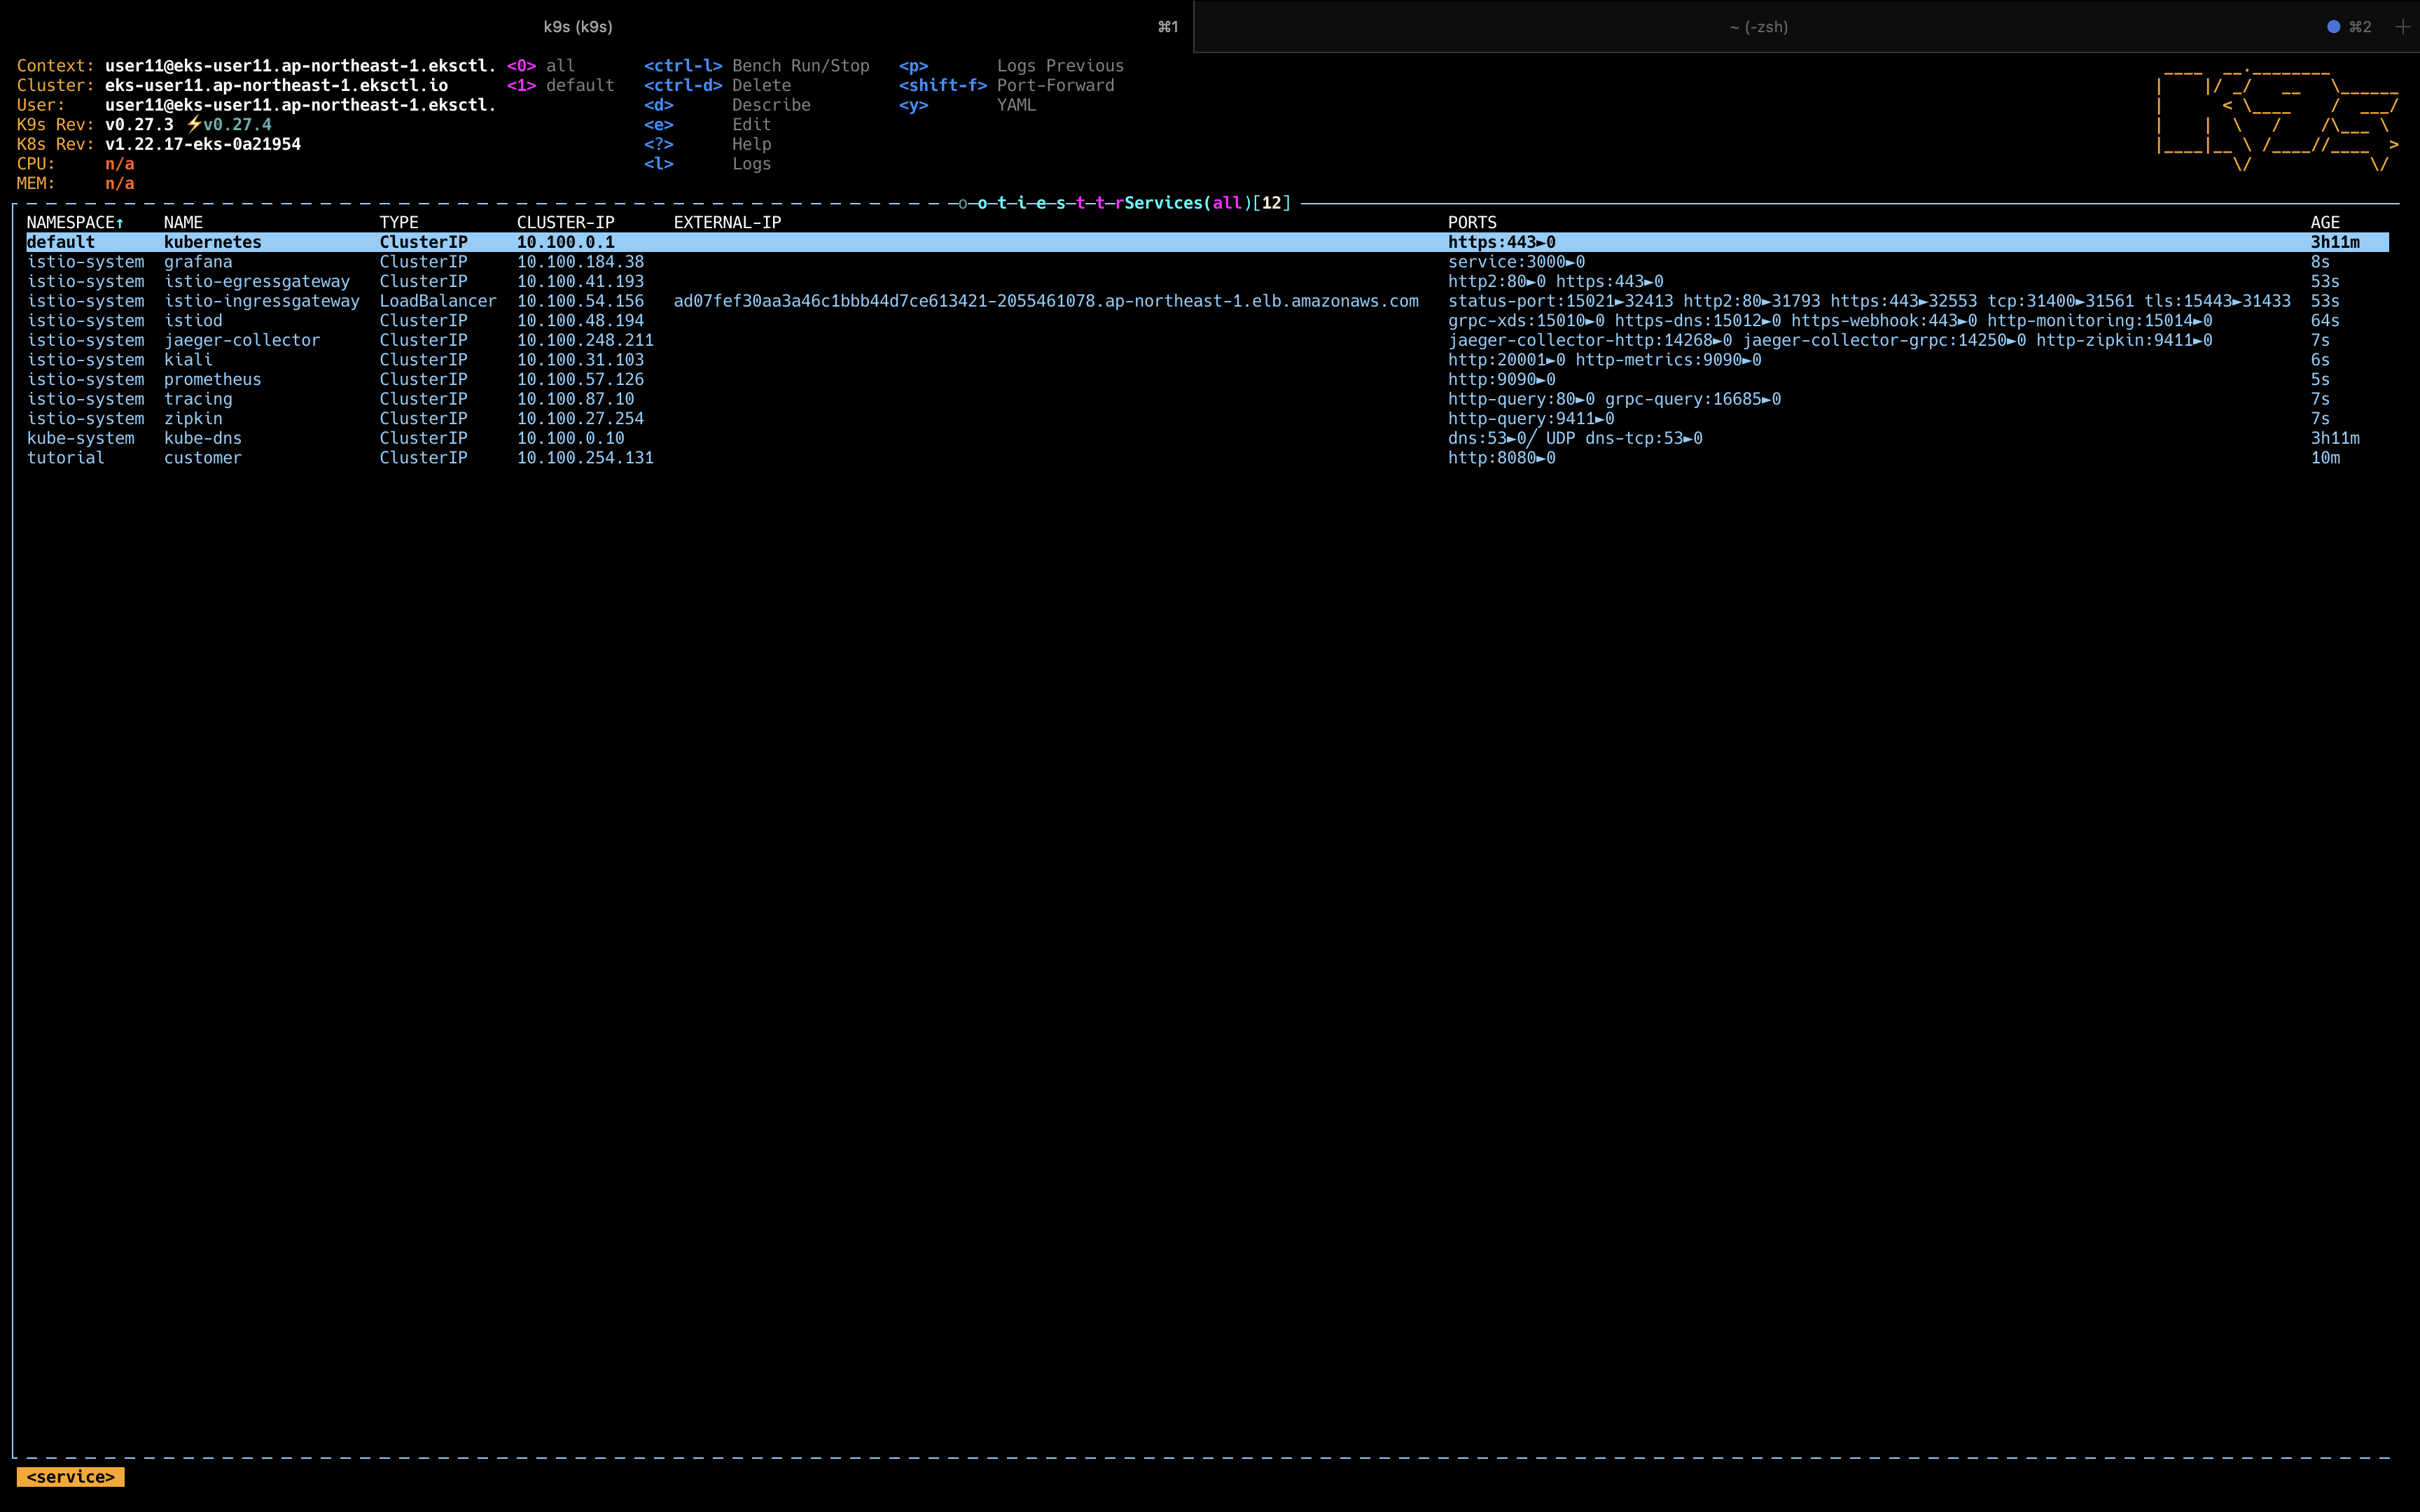 k9s (k9s) ⌘1 ~ (-zsh) ⌘2
Context: user11@eks-user11.ap-northeast-1.eksctl. <0> all <ctrl-l> Bench Run/Stop <p> Logs Previous
Cluster: eks-user11.ap-northeast-1.eksctl.io <1> default <ctrl-d> Delete <shift-f> Port-Forward
User: user11@eks-user11.ap-northeast-1.eksctl. <d> Describe <y> YAML
K9s Rev: v0.27.3 ⚡v0.27.4 <e> Edit
K8s Rev: v1.22.17-eks-0a21954 <?> Help
CPU: n/a <l> Logs
MEM: n/a
o o t i e s t t rServices(all)[12]
NAMESPACE↑ NAME TYPE CLUSTER-IP EXTERNAL-IP PORTS AGE
default kubernetes ClusterIP 10.100.0.1 https:443►0 3h11m
istio-system grafana ClusterIP 10.100.184.38 service:3000►0 8s
istio-system istio-egressgateway ClusterIP 10.100.41.193 http2:80►0 https:443►0 53s
istio-system istio-ingressgateway LoadBalancer 10.100.54.156 ad07fef30aa3a46c1bbb44d7ce613421-2055461078.ap-northeast-1.elb.amazonaws.com status-port:15021►32413 http2:80►31793 https:443►32553 tcp:31400►31561 tls:15443►31433 53s
istio-system istiod ClusterIP 10.100.48.194 grpc-xds:15010►0 https-dns:15012►0 https-webhook:443►0 http-monitoring:15014►0 64s
istio-system jaeger-collector ClusterIP 10.100.248.211 jaeger-collector-http:14268►0 jaeger-collector-grpc:14250►0 http-zipkin:9411►0 7s
istio-system kiali ClusterIP 10.100.31.103 http:20001►0 http-metrics:9090►0 6s
istio-system prometheus ClusterIP 10.100.57.126 http:9090►0 5s
istio-system tracing ClusterIP 10.100.87.10 http-query:80►0 grpc-query:16685►0 7s
istio-system zipkin ClusterIP 10.100.27.254 http-query:9411►0 7s
kube-system kube-dns ClusterIP 10.100.0.10 dns:53►0╱UDP dns-tcp:53►0 3h11m
tutorial customer ClusterIP 10.100.254.131 http:8080►0 10m
<service>